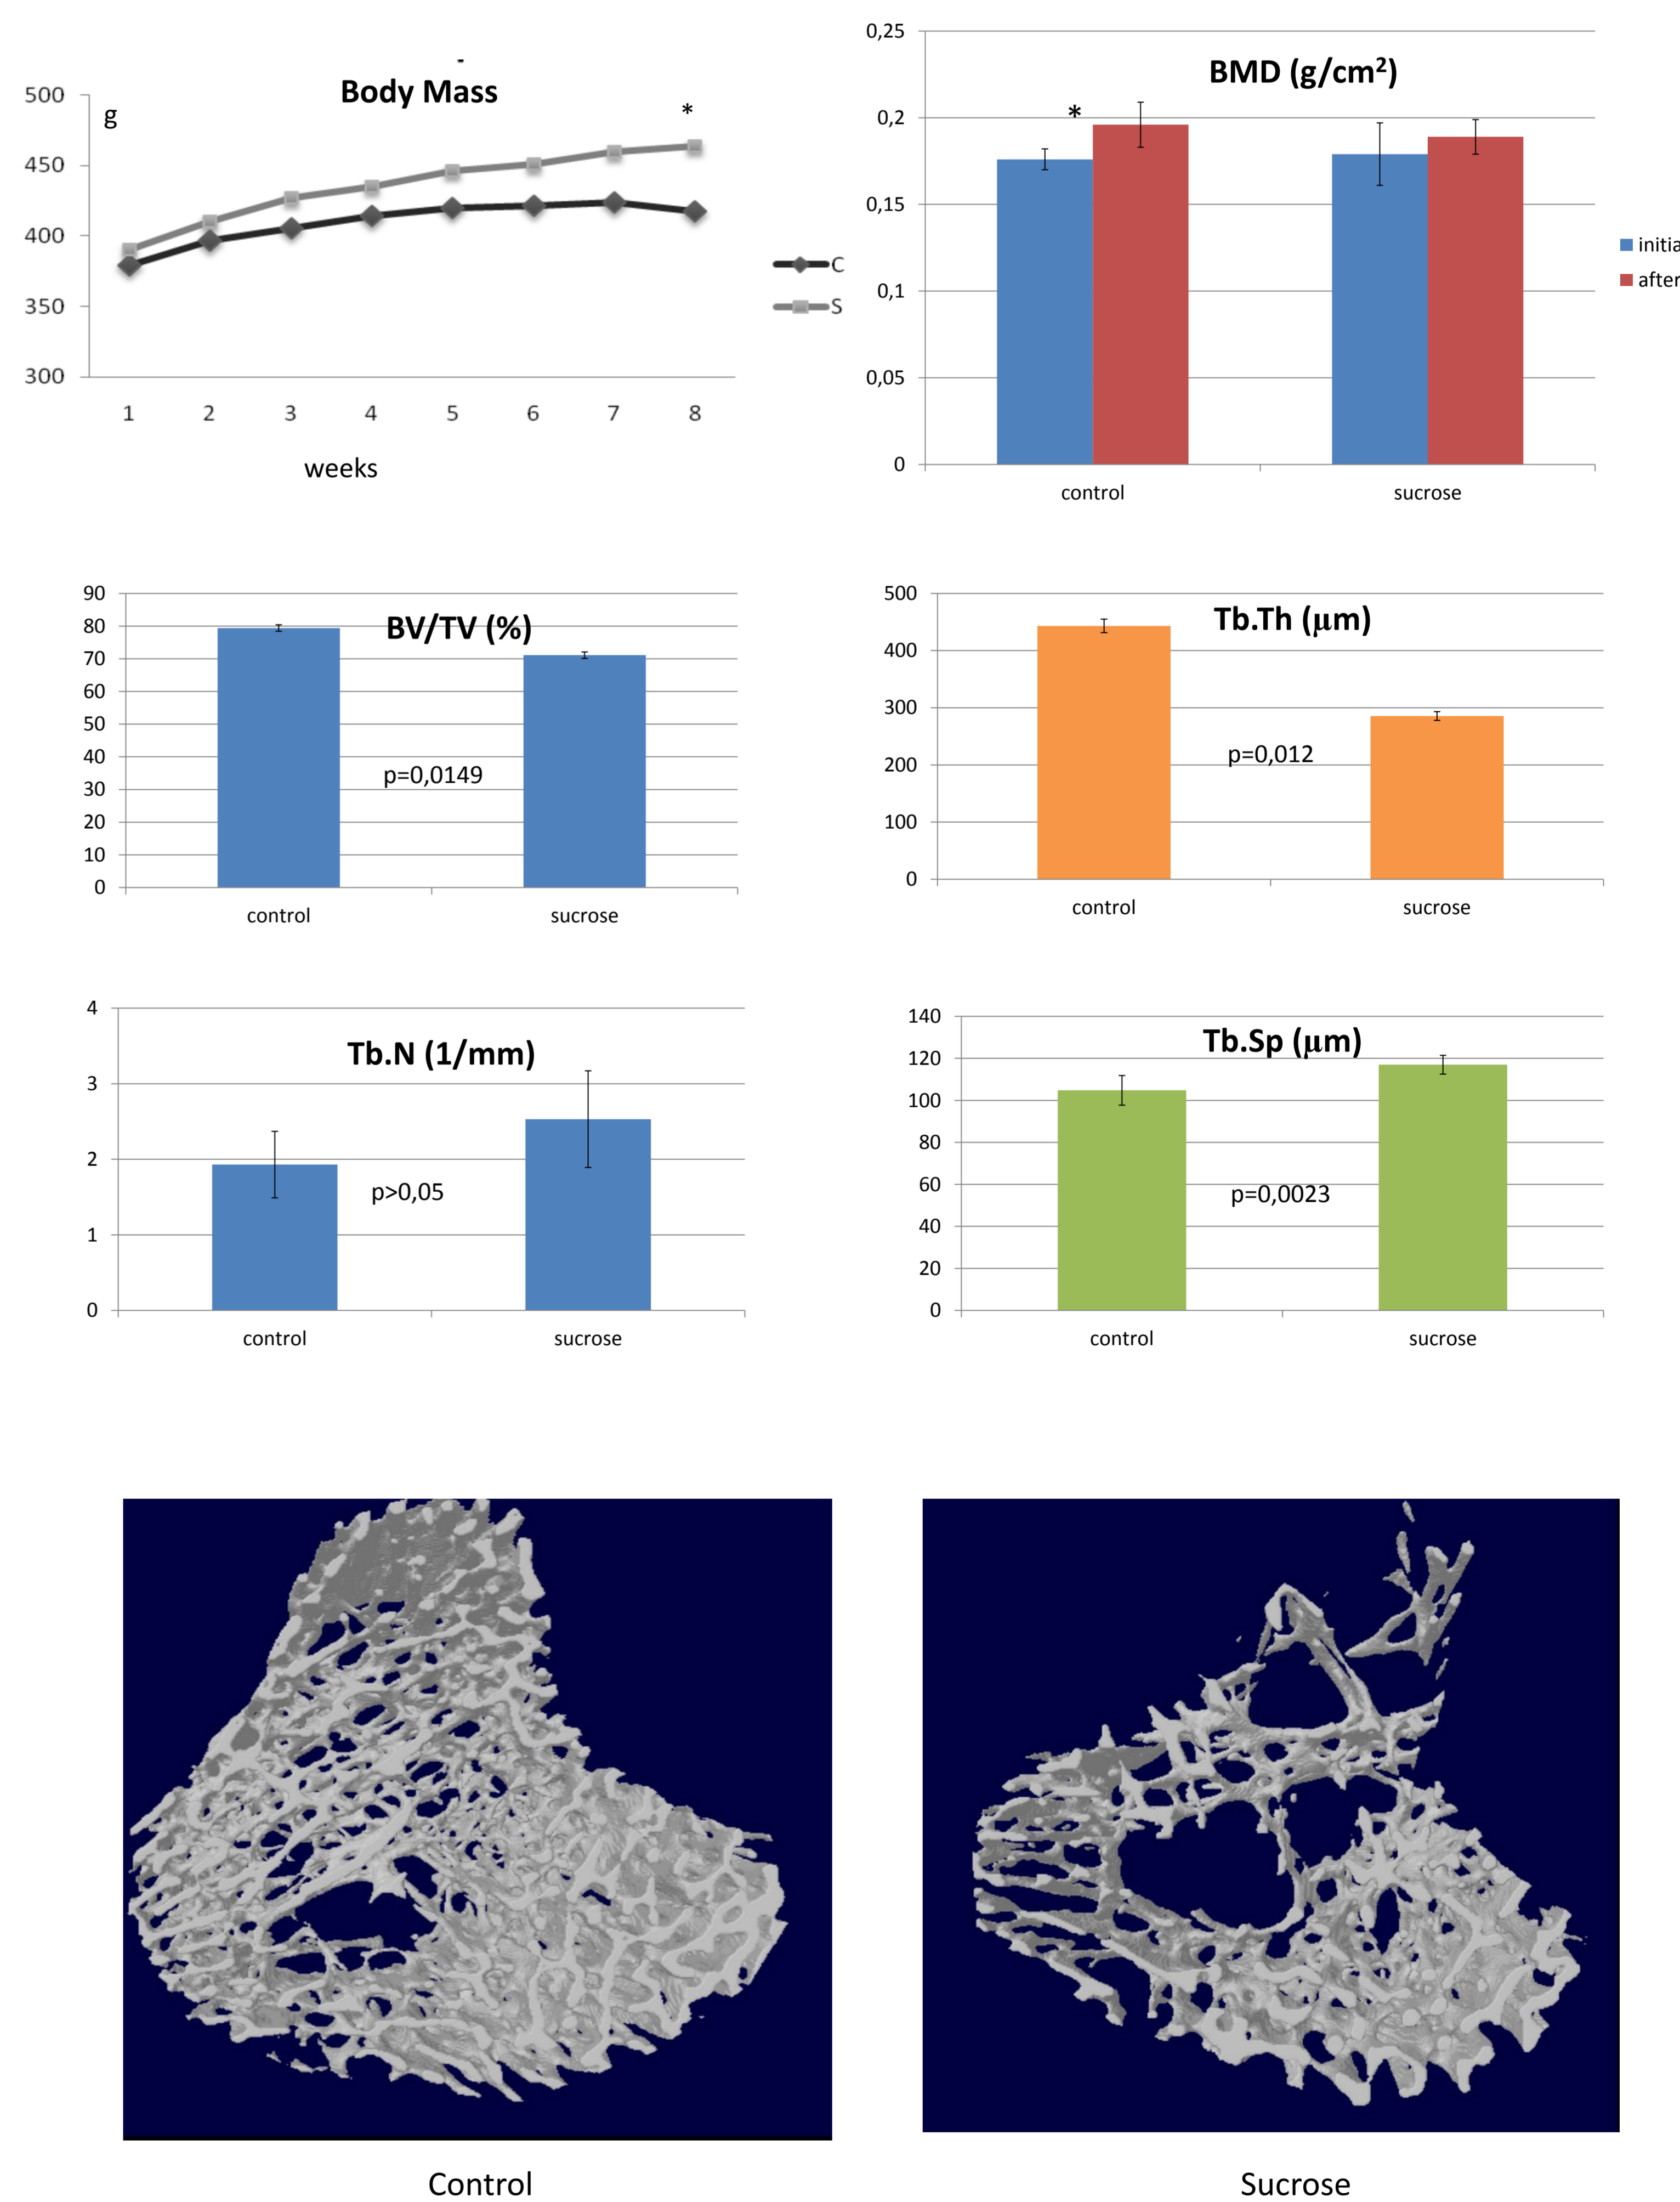 Body Mass
g
*
500
450
400
350
300
1 2 3 4 5 6 7 8
weeks
C
S
BMD (g/cm²)
*
0,25
0,2
0,15
0,1
0,05
0
control sucrose
initia
after
BV/TV (%)
90
80
70
60
50
40
30
20
10
0
p=0,0149
control sucrose
Tb.Th (μm)
500
400
300
200
100
0
p=0,012
control sucrose
Tb.N (1/mm)
4
3
2
1
0
p>0,05
control sucrose
Tb.Sp (μm)
140
120
100
80
60
40
20
0
p=0,0023
control sucrose
Control
Sucrose